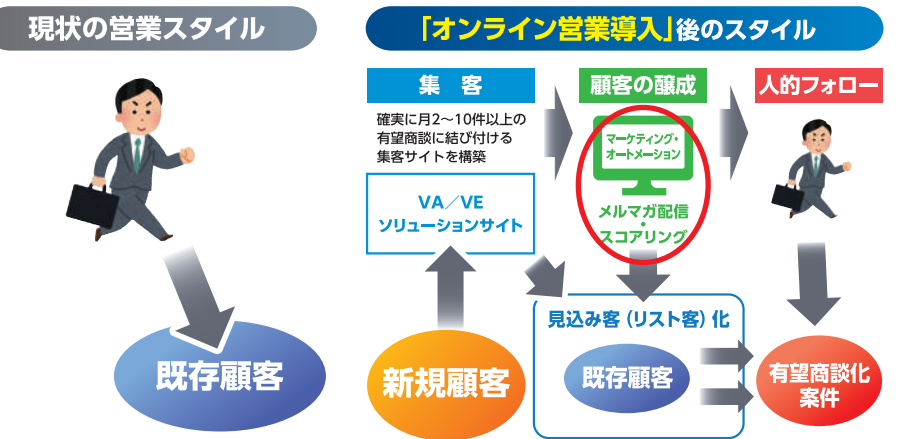 現状の営業スタイル
「オンライン営業導入」後のスタイル
集 客
顧客の醸成
人的フォロー
確実に月2～10件以上の
有望商談に結び付ける
集客サイトを構築
マーケティング・
オートメーション
VA／VE
ソリューションサイト
メルマガ配信
・
スコアリング
見込み客（リスト客）化
既存顧客
新規顧客
既存顧客
有望商談化
案件